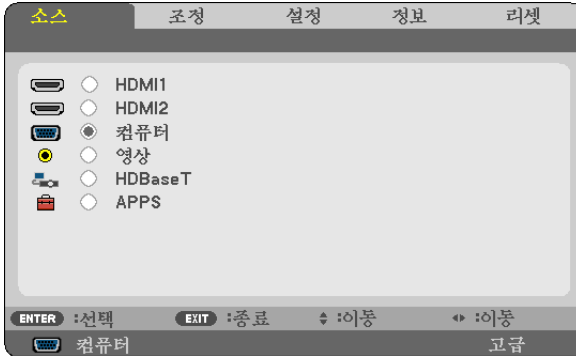 소스 조정 설정 정보 리셋
HDMI1
HDMI2
컴퓨터
영상
HDBaseT
APPS
ENTER :선택 EXIT :종료 :이동 :이동
컴퓨터 고급